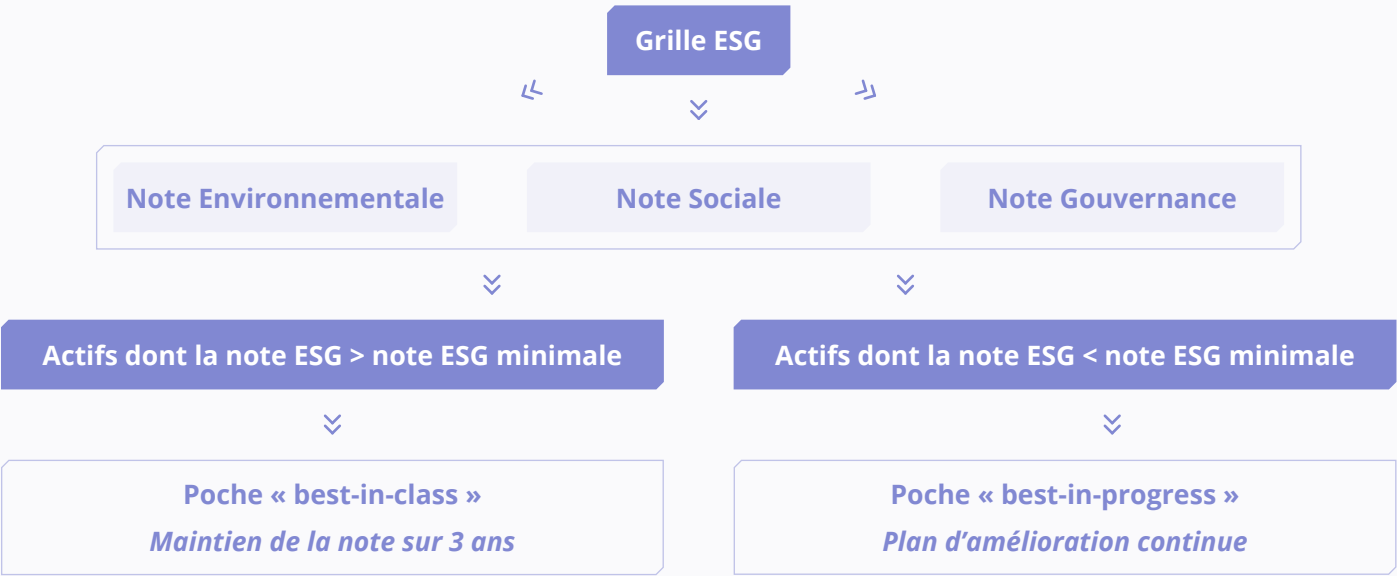 Grille ESG
Note Environnementale
Note Sociale
Note Gouvernance
Actifs dont la note ESG > note ESG minimale
Actifs dont la note ESG < note ESG minimale
Poche « best-in-class »
Maintien de la note sur 3 ans
Poche « best-in-progress »
Plan d’amélioration continue